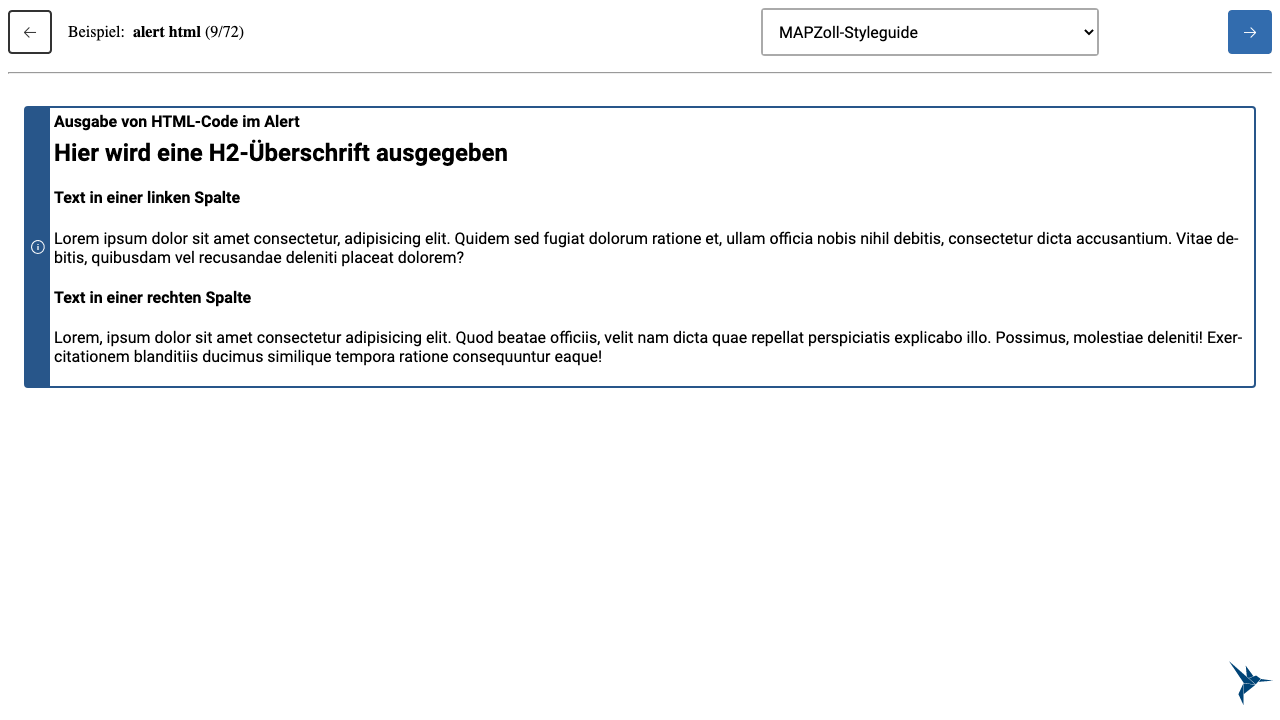 Beispiel: alert html (9/72)
MAPZoll-Styleguide
Ausgabe von HTML-Code im Alert
Hier wird eine H2-Überschrift ausgegeben
Text in einer linken Spalte
Lorem ipsum dolor sit amet consectetur, adipisicing elit. Quidem sed fugiat dolorum ratione et, ullam officia nobis nihil debitis, consectetur dicta accusantium. Vitae de-
bitis, quibusdam vel recusandae deleniti placeat dolorem?
Text in einer rechten Spalte
Lorem, ipsum dolor sit amet consectetur adipisicing elit. Quod beatae officiis, velit nam dicta quae repellat perspiciatis explicabo illo. Possimus, molestiae deleniti! Exer-
citationem blanditiis ducimus similique tempora ratione consequuntur eaque!